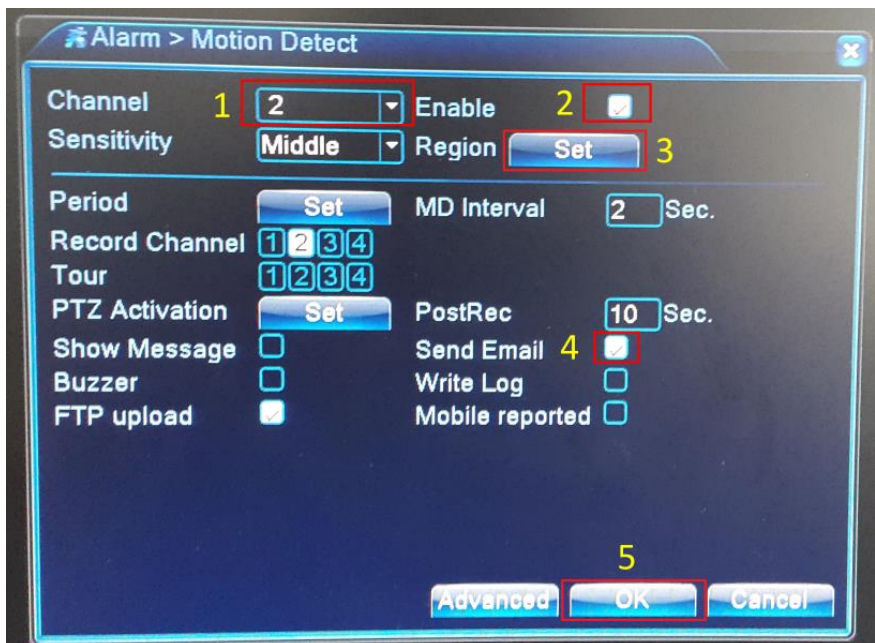 Alarm > Motion Detect
Channel 1 2 Enable 2
Sensitivity Middle Region Set 3
Period Set MD Interval 2 Sec.
Record Channel 1 2 3 4
Tour 1 2 3 4
PTZ Activation Set PostRec 10 Sec.
Show Message Send Email 4
Buzzer Write Log
FTP upload Mobile reported
5
Advanced OK Cancel